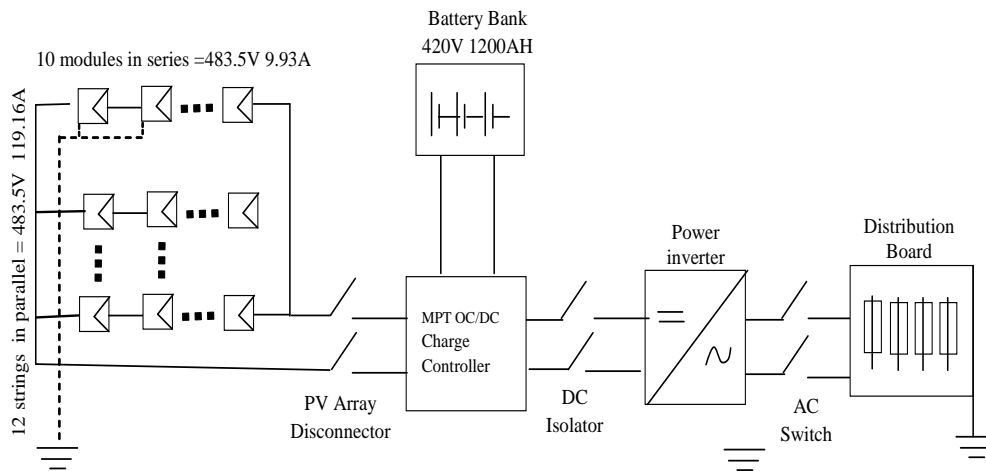 Battery Bank
420V 1200AH
10 modules in series =483.5V 9.93A
12 strings in parallel = 483.5V 119.16A
Power
inverter
Distribution
Board
MPT OC/DC
Charge
Controller
PV Array
Disconnector
DC
Isolator
AC
Switch